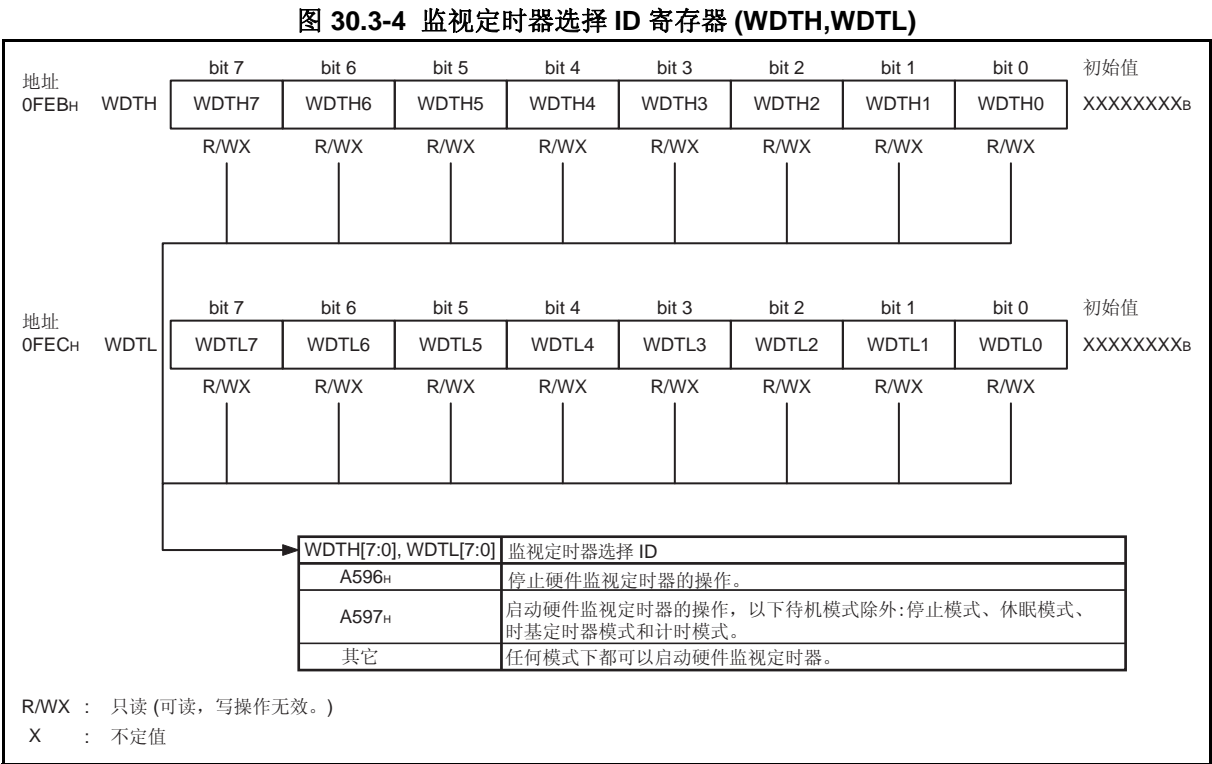 图 30.3-4 监视定时器选择 ID 寄存器 (WDTH,WDTL)
地址 bit 7 bit 6 bit 5 bit 4 bit 3 bit 2 bit 1 bit 0 初始值
0FEBH WDTH WDTH7 WDTH6 WDTH5 WDTH4 WDTH3 WDTH2 WDTH1 WDTH0 XXXXXXXXB
R/WX R/WX R/WX R/WX R/WX R/WX R/WX R/WX
地址 bit 7 bit 6 bit 5 bit 4 bit 3 bit 2 bit 1 bit 0 初始值
0FECH WDTL WDTL7 WDTL6 WDTL5 WDTL4 WDTL3 WDTL2 WDTL1 WDTL0 XXXXXXXXB
R/WX R/WX R/WX R/WX R/WX R/WX R/WX R/WX
WDTH[7:0], WDTL[7:0] 监视定时器选择 ID
A596H 停止硬件监视定时器的操作。
A597H 启动硬件监视定时器的操作，以下待机模式除外:停止模式、休眠模式、
时基定时器模式和计时模式。
其它 任何模式下都可以启动硬件监视定时器。
R/WX : 只读 (可读，写操作无效。)
X : 不定值